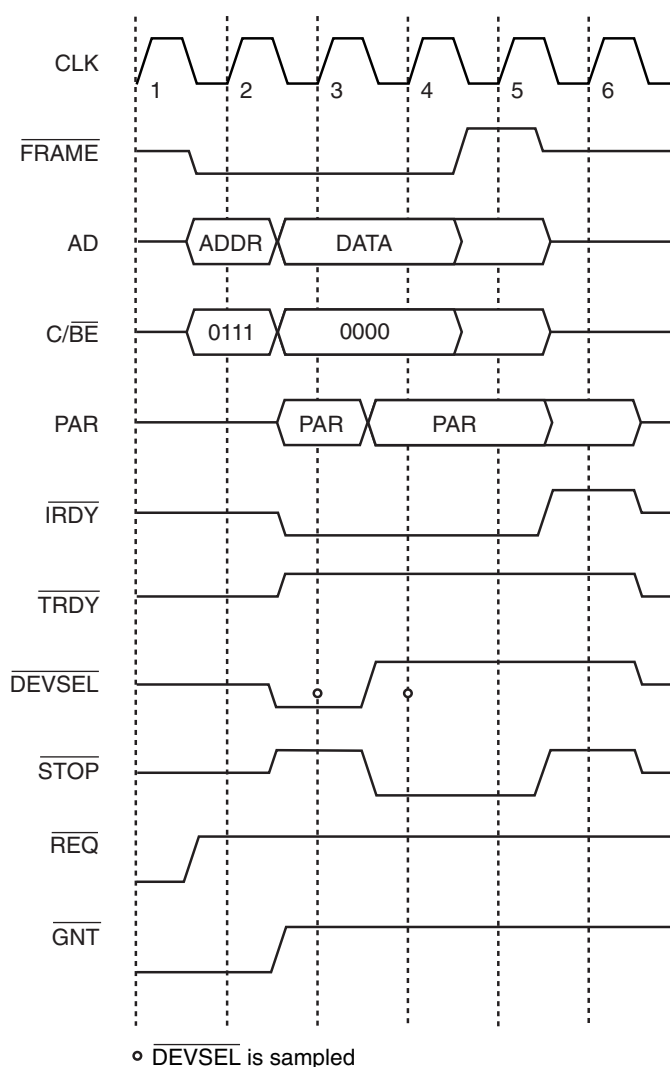 CLK
1 2 3 4 5 6
FRAME
AD ADDR DATA
C/BE 0111 0000
PAR PAR PAR
IRDY
TRDY
DEVSEL
STOP
REQ
GNT
DEVSEL is sampled